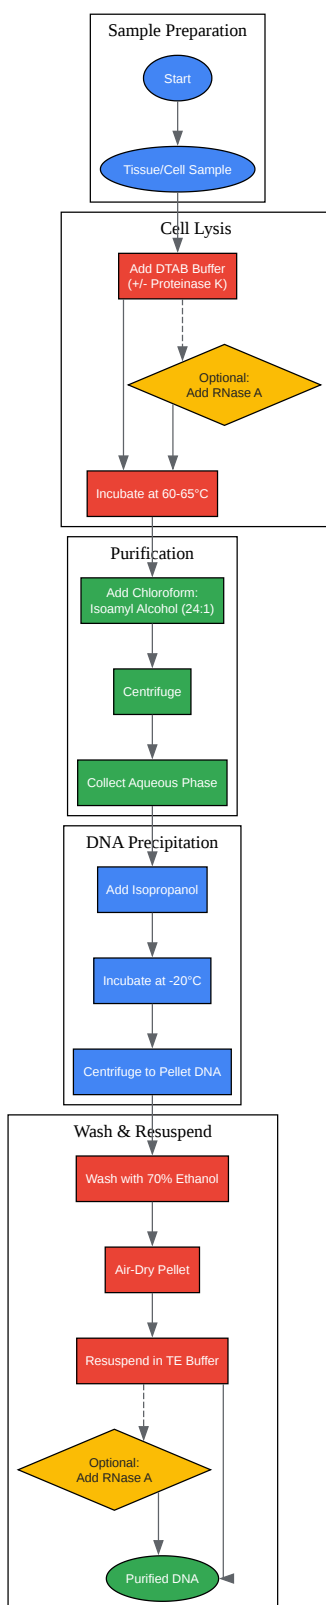 Sample Preparation
Start
Tissue/Cell Sample
Cell Lysis
Add DTAB Buffer
(+/- Proteinase K)
Optional:
Add RNase A
Incubate at 60-65°C
Purification
Add Chloroform:
Isoamyl Alcohol (24:1)
Centrifuge
Collect Aqueous Phase
DNA Precipitation
Add Isopropanol
Incubate at -20°C
Centrifuge to Pellet DNA
Wash & Resuspend
Wash with 70% Ethanol
Air-Dry Pellet
Resuspend in TE Buffer
Optional:
Add RNase A
Purified DNA